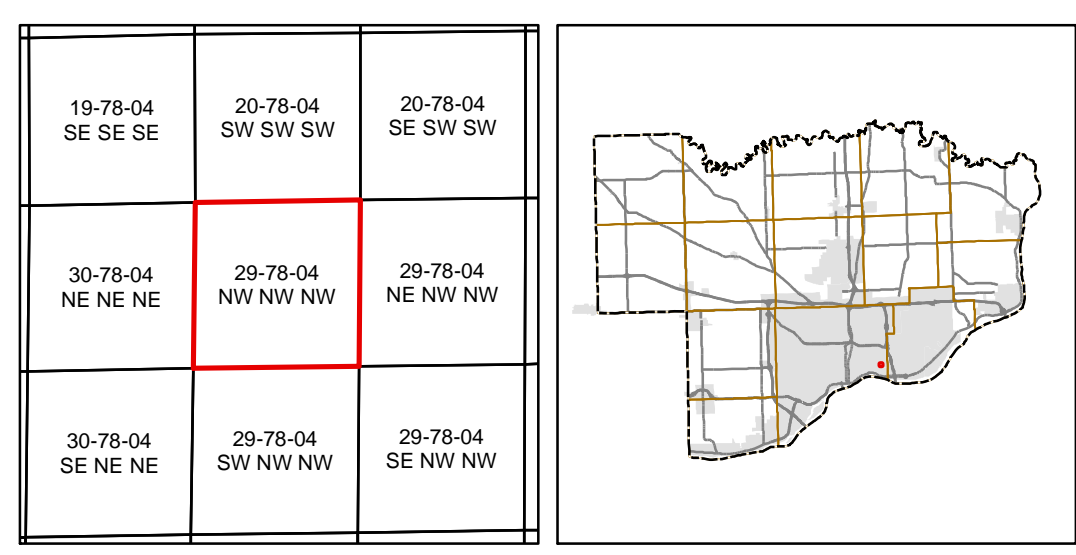 19-78-04
SE SE SE
20-78-04
SW SW SW
20-78-04
SE SW SW
30-78-04
NE NE NE
29-78-04
NW NW NW
29-78-04
NE NW NW
30-78-04
SE NE NE
29-78-04
SW NW NW
29-78-04
SE NW NW